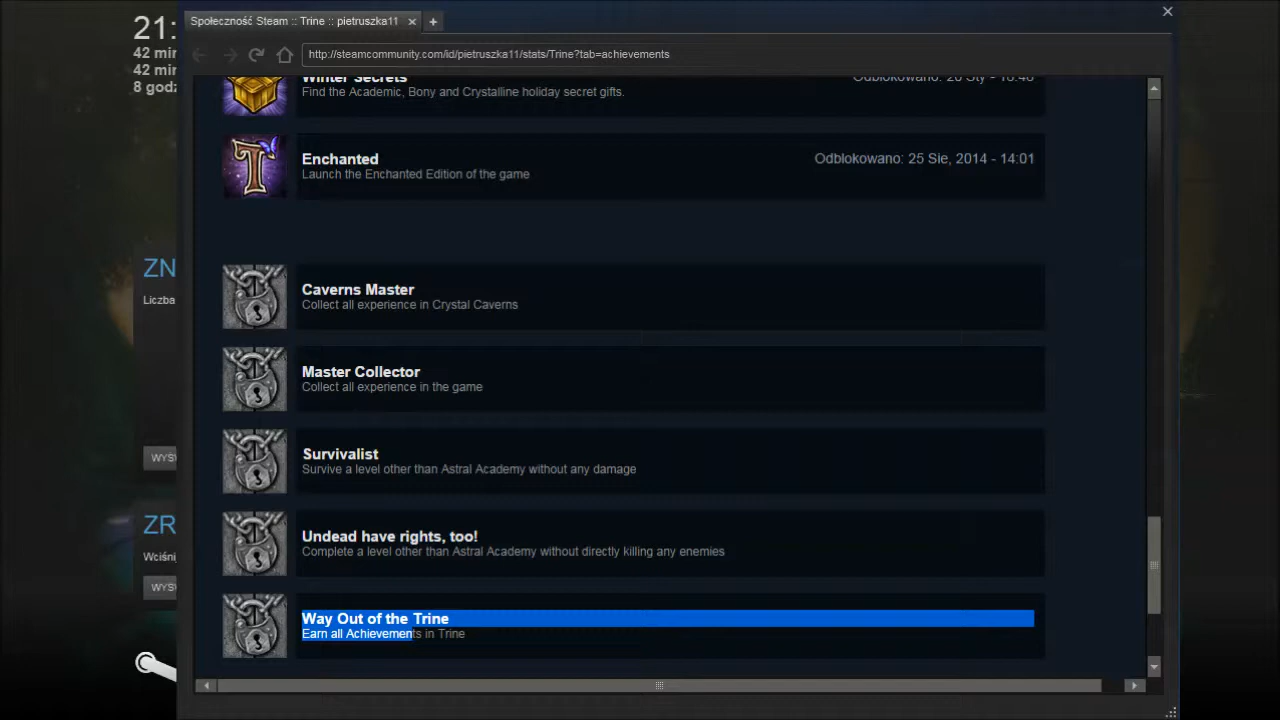 Społeczność Steam :: Trine :: pietruszka11
http://steamcommunity.com/id/pietruszka11/stats/Trine?tab=achievements
21:
42 min
42 min
8 godz
Winter Secrets
Odblokowano:
Find the Academic, Bony and Crystalline holiday secret gifts.
Enchanted
Odblokowano: 25 Sie, 2014 - 14:01
Launch the Enchanted Edition of the game
ZN
Liczba
Caverns Master
Collect all experience in Crystal Caverns
Master Collector
Collect all experience in the game
WYŚ
Survivalist
Survive a level other than Astral Academy without any damage
ZR
Wciśnij
WYŚ
Undead have rights, too!
Complete a level other than Astral Academy without directly killing any enemies
Way Out of the Trine
Earn all Achievements in Trine